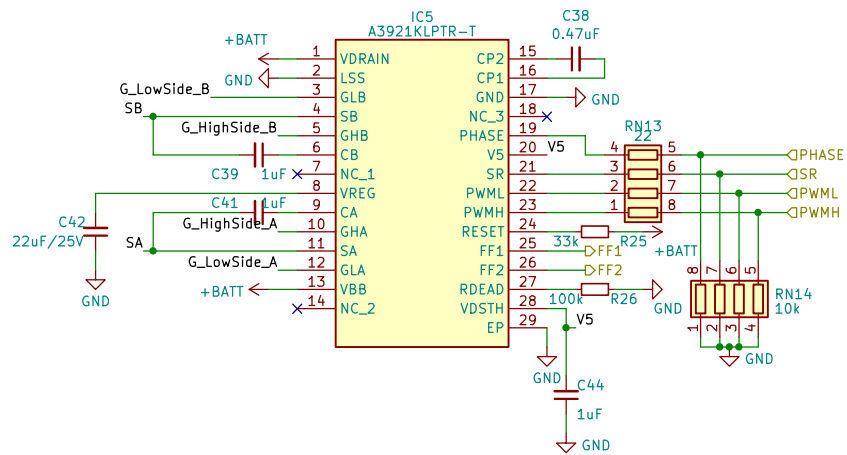 IC5
A3921KLPTR-T
C38
0.47uF
+BATT
1 VDRAIN CP2 15
GND 2 LSS CP1 16
G_LowSide_B 3 GLB GND 17 GND
SB 4 SB NC_3 18
G_HighSide_B 5 GHB PHASE 19
6 CB V5 20 V5
C39 1uF 7 NC_1 SR 21
8 VREG PWML 22
C41 1uF 9 CA PWMH 23
G_HighSide_A 10 GHA RESET 24
SA 11 SA FF1 25 FF1
G_LowSide_A 12 GLA FF2 26 FF2
+BATT 13 VBB RDEAD 27
14 NC_2 VDSTH 28
EP 29
C42
22uF/25V
GND
RN13
22
4 5 PHASE
3 6 SR
2 7 PWML
1 8 PWMH
33k R25
+BATT
100k R26
GND
V5
GND
C44
1uF
GND
8 7 6 5
RN14
10k
1 2 3 4
GND